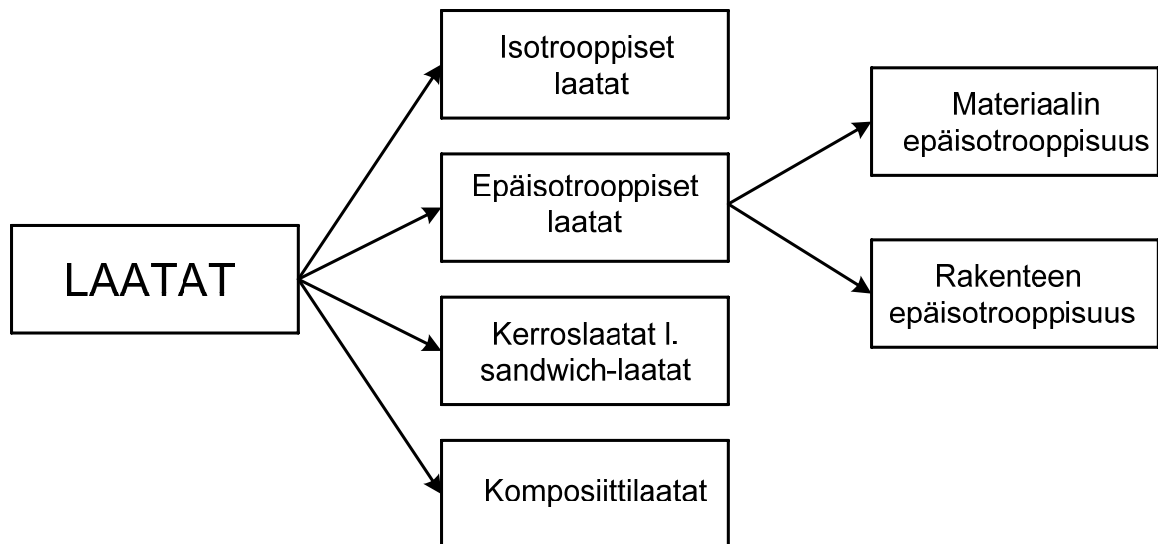 LAATAT
Isotrooppiset
laatat
Epäisotrooppiset
laatat
Kerroslaatat l.
sandwich-laatat
Komposiittilaatat
Materiaalin
epäisotrooppisuus
Rakenteen
epäisotrooppisuus